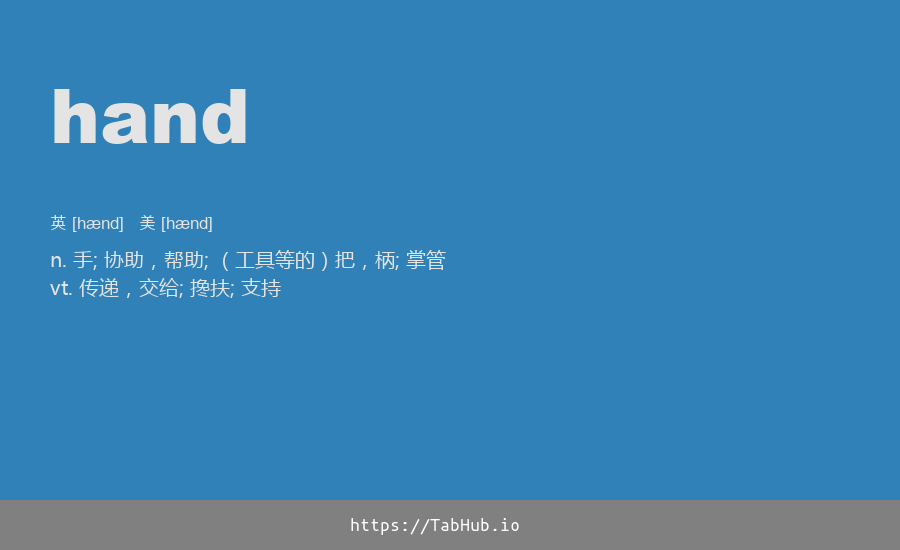 hand
英 [hænd] 美 [hænd]
n. 手; 协助，帮助; （工具等的）把，柄; 掌管
vt. 传递，交给; 搀扶; 支持
https://TabHub.io